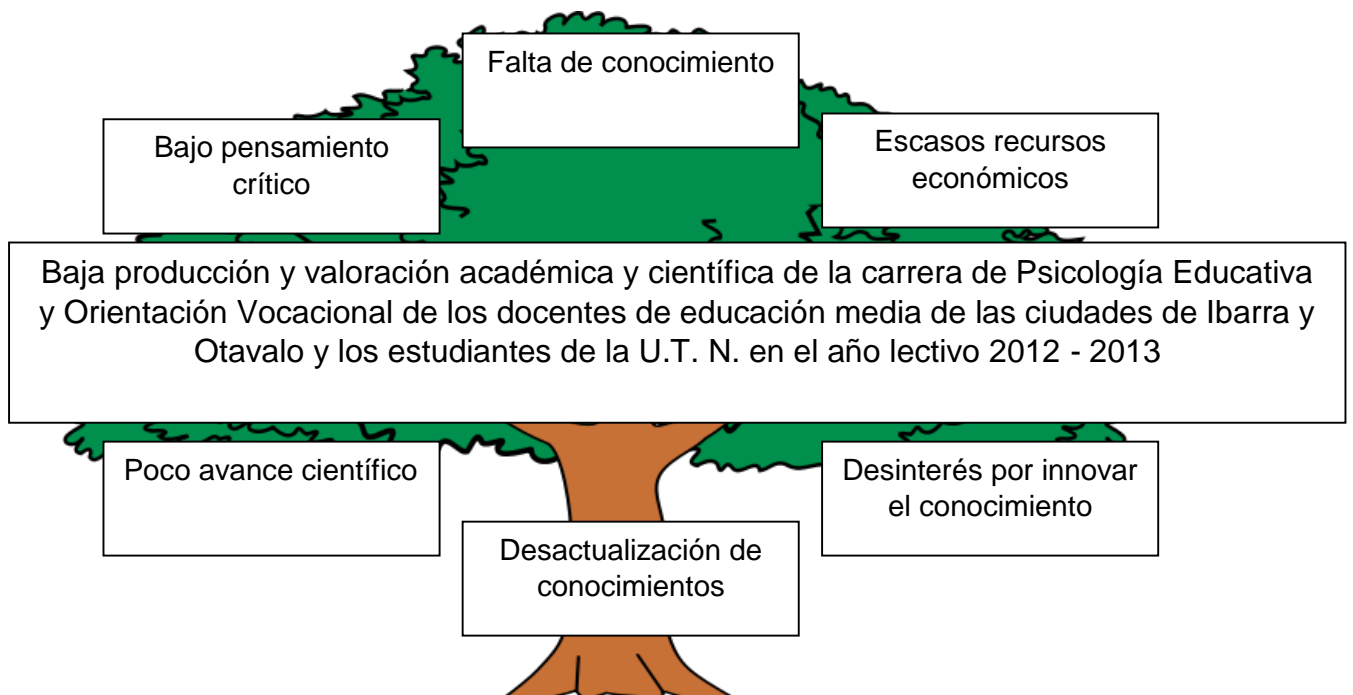 Falta de conocimiento
Bajo pensamiento
crítico
Escasos recursos
económicos
Baja producción y valoración académica y científica de la carrera de Psicología Educativa
y Orientación Vocacional de los docentes de educación media de las ciudades de Ibarra y
Otavalo y los estudiantes de la U.T. N. en el año lectivo 2012 - 2013
Poco avance científico
Desinterés por innovar
el conocimiento
Desactualización de
conocimientos